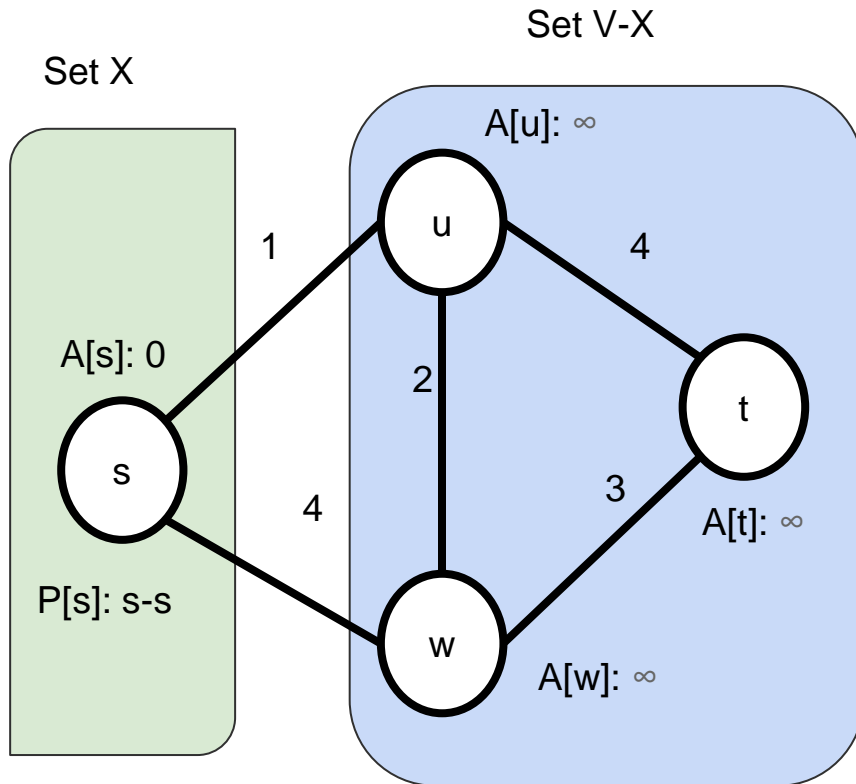 Set V-X
Set X
A[u]: ∞
u
1
4
A[s]: 0
2
t
s
4
3
A[t]: ∞
P[s]: s-s
w
A[w]: ∞